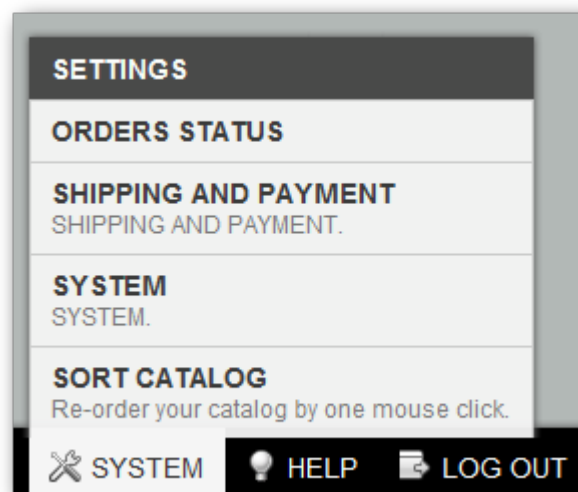 SETTINGS
ORDERS STATUS
SHIPPING AND PAYMENT
SHIPPING AND PAYMENT.
SYSTEM
SYSTEM.
SORT CATALOG
Re-order your catalog by one mouse click.
SYSTEM HELP LOG OUT